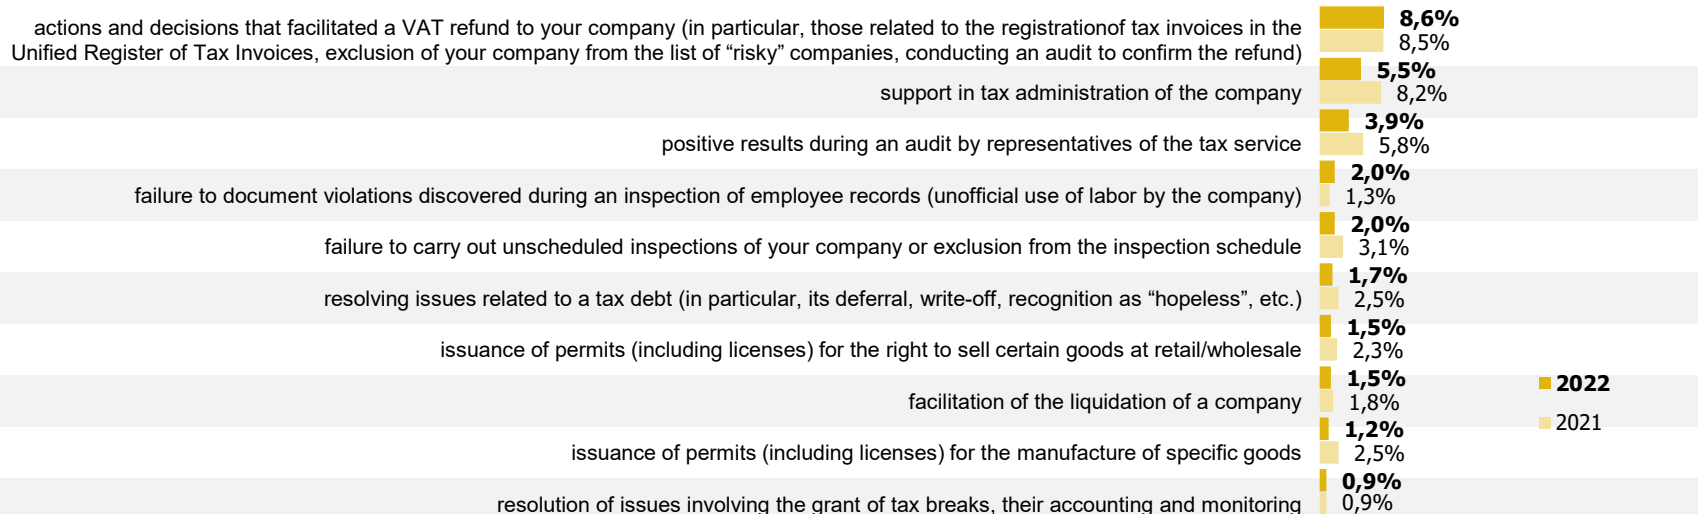 actions and decisions that facilitated a VAT refund to your company (in particular, those related to the registrationof tax invoices in the
Unified Register of Tax Invoices, exclusion of your company from the list of “risky” companies, conducting an audit to confirm the refund)
8,6%
8,5%
support in tax administration of the company
5,5%
8,2%
positive results during an audit by representatives of the tax service
3,9%
5,8%
failure to document violations discovered during an inspection of employee records (unofficial use of labor by the company)
2,0%
1,3%
failure to carry out unscheduled inspections of your company or exclusion from the inspection schedule
2,0%
3,1%
resolving issues related to a tax debt (in particular, its deferral, write-off, recognition as “hopeless”, etc.)
1,7%
2,5%
issuance of permits (including licenses) for the right to sell certain goods at retail/wholesale
1,5%
2,3%
facilitation of the liquidation of a company
1,5%
1,8%
issuance of permits (including licenses) for the manufacture of specific goods
1,2%
2,5%
resolution of issues involving the grant of tax breaks, their accounting and monitoring
0,9%
0,9%
2022
2021